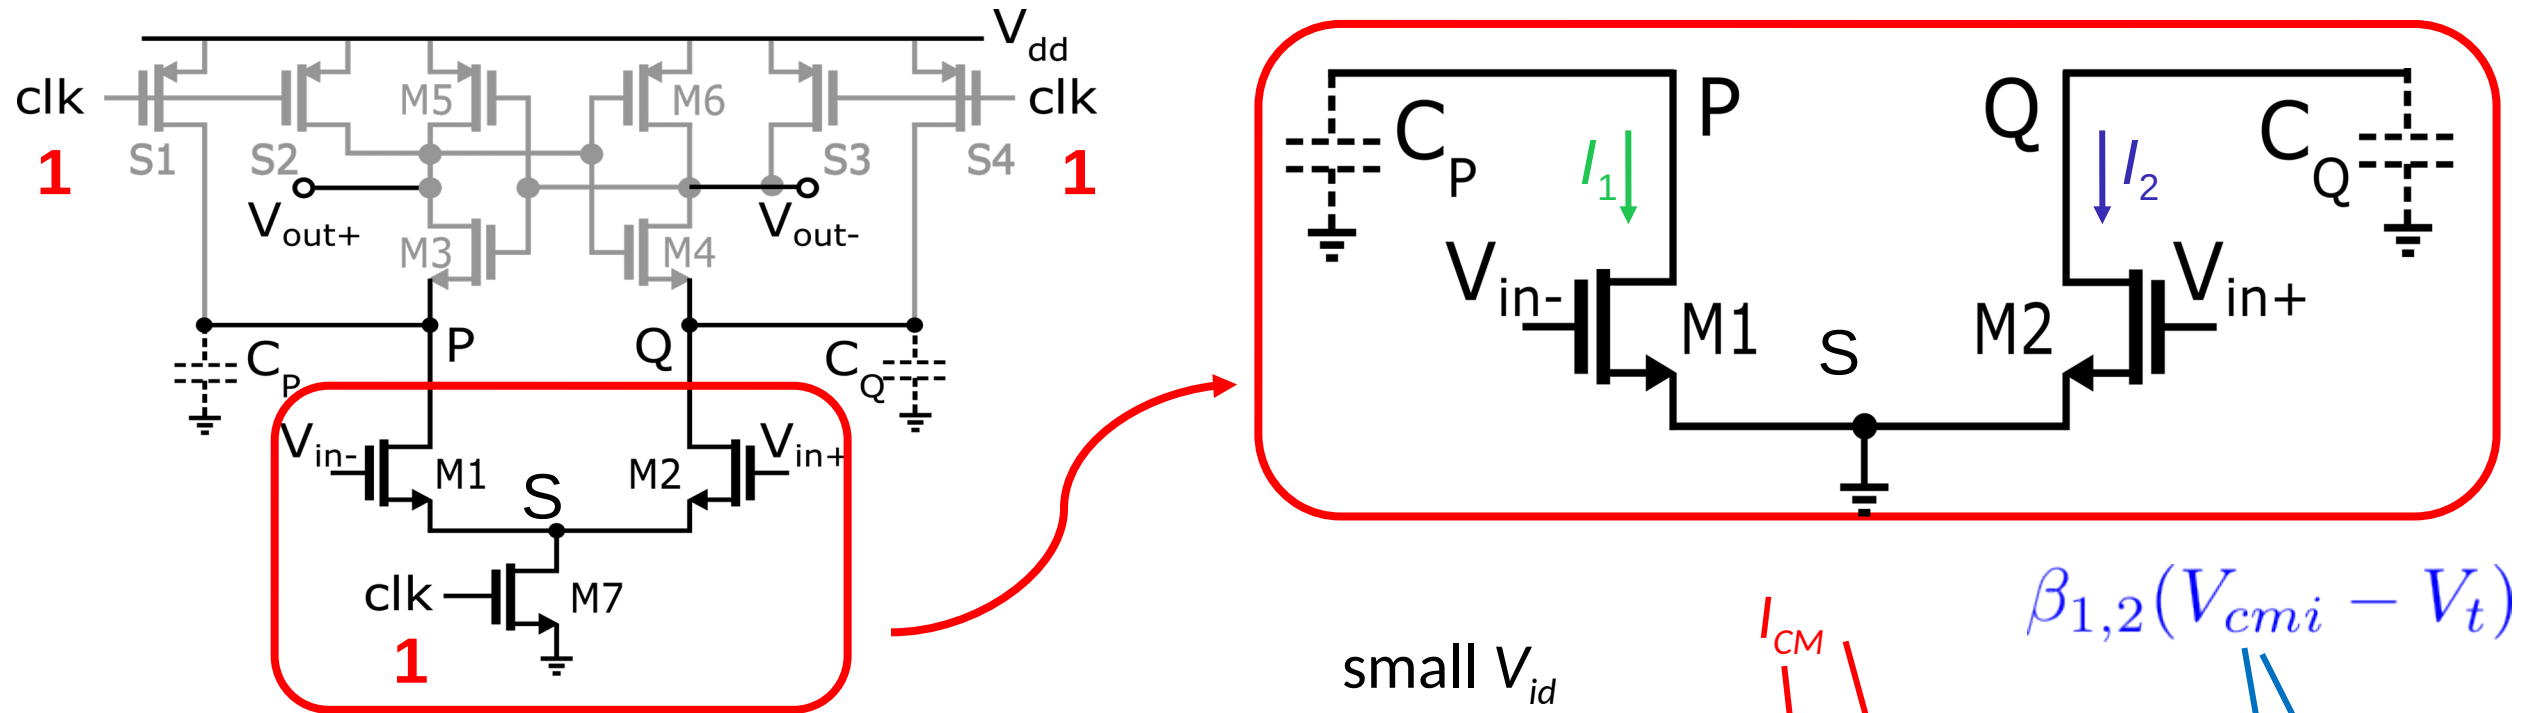 Vdd
clk
M5
M6
clk
1
S1
S2
S3
S4
1
Vout+
Vout-
M3
M4
CP
P
Q
CQ
Vin-
M1
S
M2
Vin+
clk
M7
1
CP
P
Q
CQ
I1
I2
Vin-
M1
S
M2
Vin+
small Vid
ICM
β1,2(Vcmi − Vt)